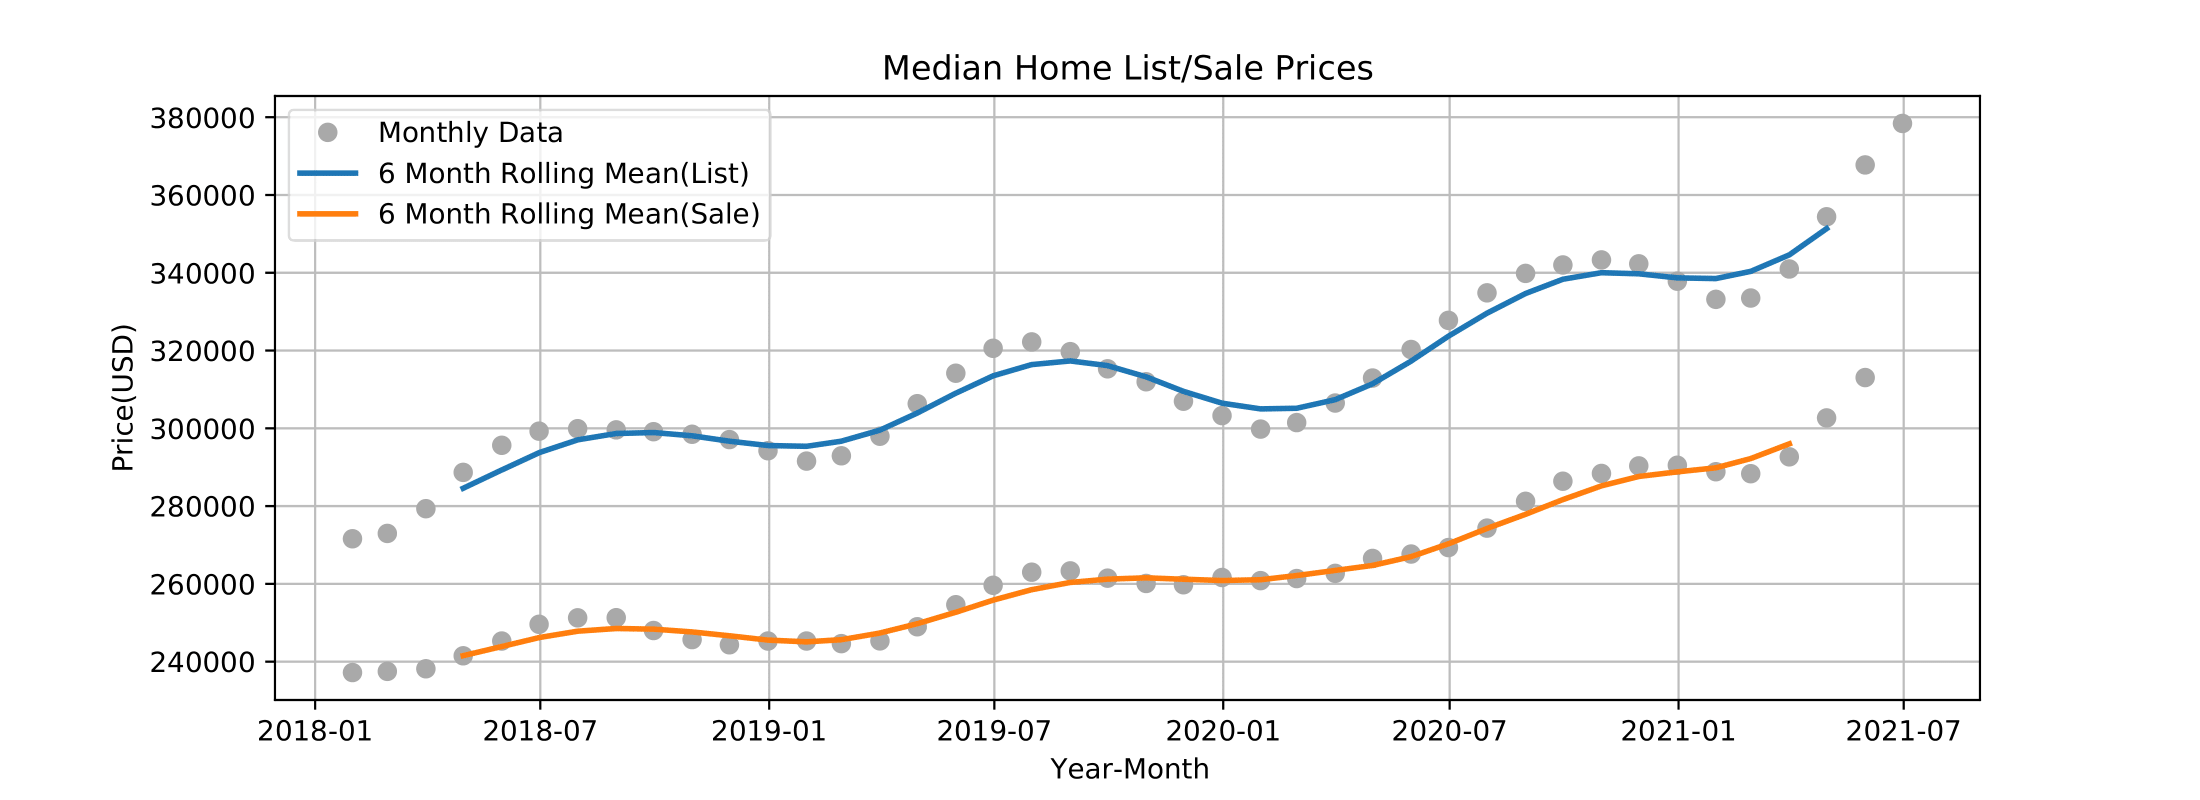 Median Home List/Sale Prices
380000
360000
340000
320000
300000
280000
260000
240000
Price(USD)
Monthly Data
6 Month Rolling Mean(List)
6 Month Rolling Mean(Sale)
2018-01 2018-07 2019-01 2019-07 2020-01 2020-07 2021-01 2021-07
Year-Month